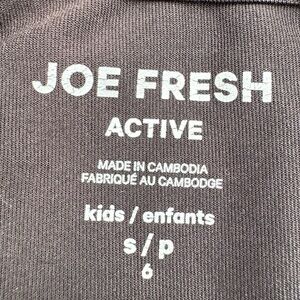 JOE FRESH
ACTIVE
MADE IN CAMBODIA
FABRIQUÉ AU CAMBODGE
kids / enfants
s / p
6